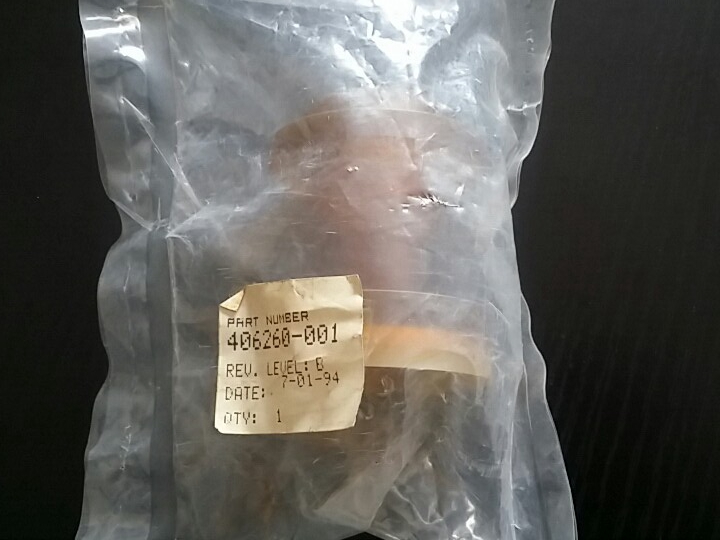 PART NUMBER
406260-001
REV. LEVEL: B
DATE: 7-01-94
QTY: 1